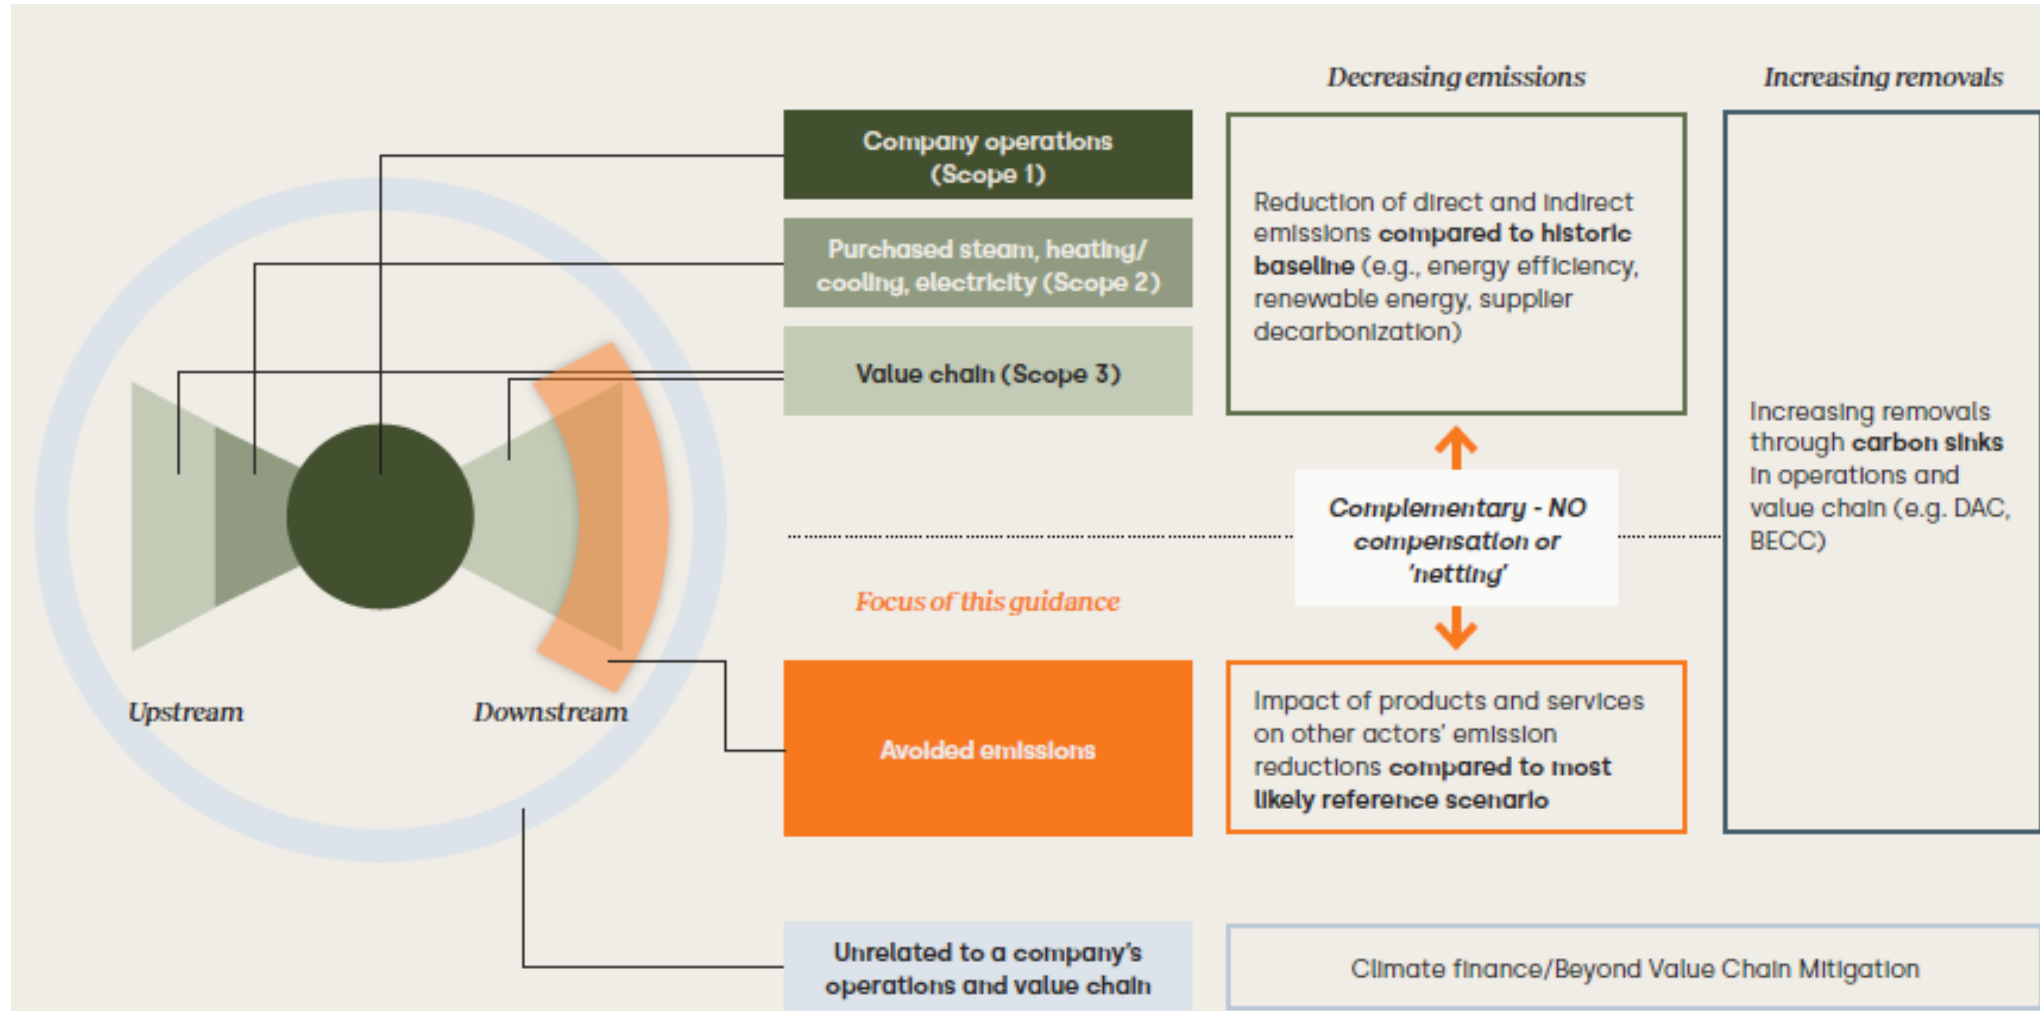 Decreasing emissions
Increasing removals
Company operations
(Scope 1)
Purchased steam, heating/
cooling, electricity (Scope 2)
Value chain (Scope 3)
Reduction of direct and indirect
emissions compared to historic
baseline (e.g., energy efficiency,
renewable energy, supplier
decarbonization)
Increasing removals
through carbon sinks
in operations and
value chain (e.g. DAC,
BECC)
Complementary - NO
compensation or
'netting'
Focus of this guidance
Upstream
Downstream
Avoided emissions
Impact of products and services
on other actors' emission
reductions compared to most
likely reference scenario
Unrelated to a company's
operations and value chain
Climate finance/Beyond Value Chain Mitigation